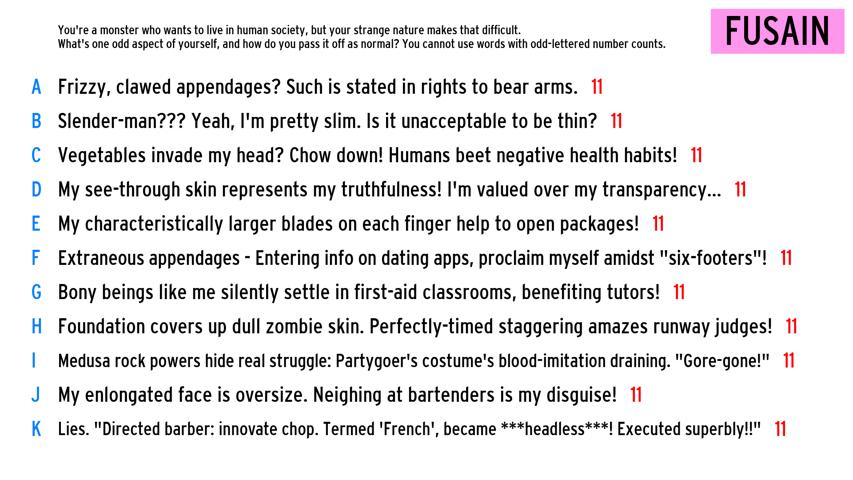 You're a monster who wants to live in human society, but your strange nature makes that difficult.
What's one odd aspect of yourself, and how do you pass it off as normal? You cannot use words with odd-lettered number counts.
FUSAIN
A Frizzy, clawed appendages? Such is stated in rights to bear arms. 11
B Slender-man??? Yeah, I'm pretty slim. Is it unacceptable to be thin? 11
C Vegetables invade my head? Chow down! Humans beet negative health habits! 11
D My see-through skin represents my truthfulness! I'm valued over my transparency... 11
E My characteristically larger blades on each finger help to open packages! 11
F Extraneous appendages - Entering info on dating apps, proclaim myself amidst "six-footers"! 11
G Bony beings like me silently settle in first-aid classrooms, benefiting tutors! 11
H Foundation covers up dull zombie skin. Perfectly-timed staggering amazes runway judges! 11
I Medusa rock powers hide real struggle: Partygoer's costume's blood-imitation draining. "Gore-gone!" 11
J My enlongated face is oversize. Neighing at bartenders is my disguise! 11
K Lies. "Directed barber: innovate chop. Termed 'French', became ***headless***! Executed superbly!!" 11